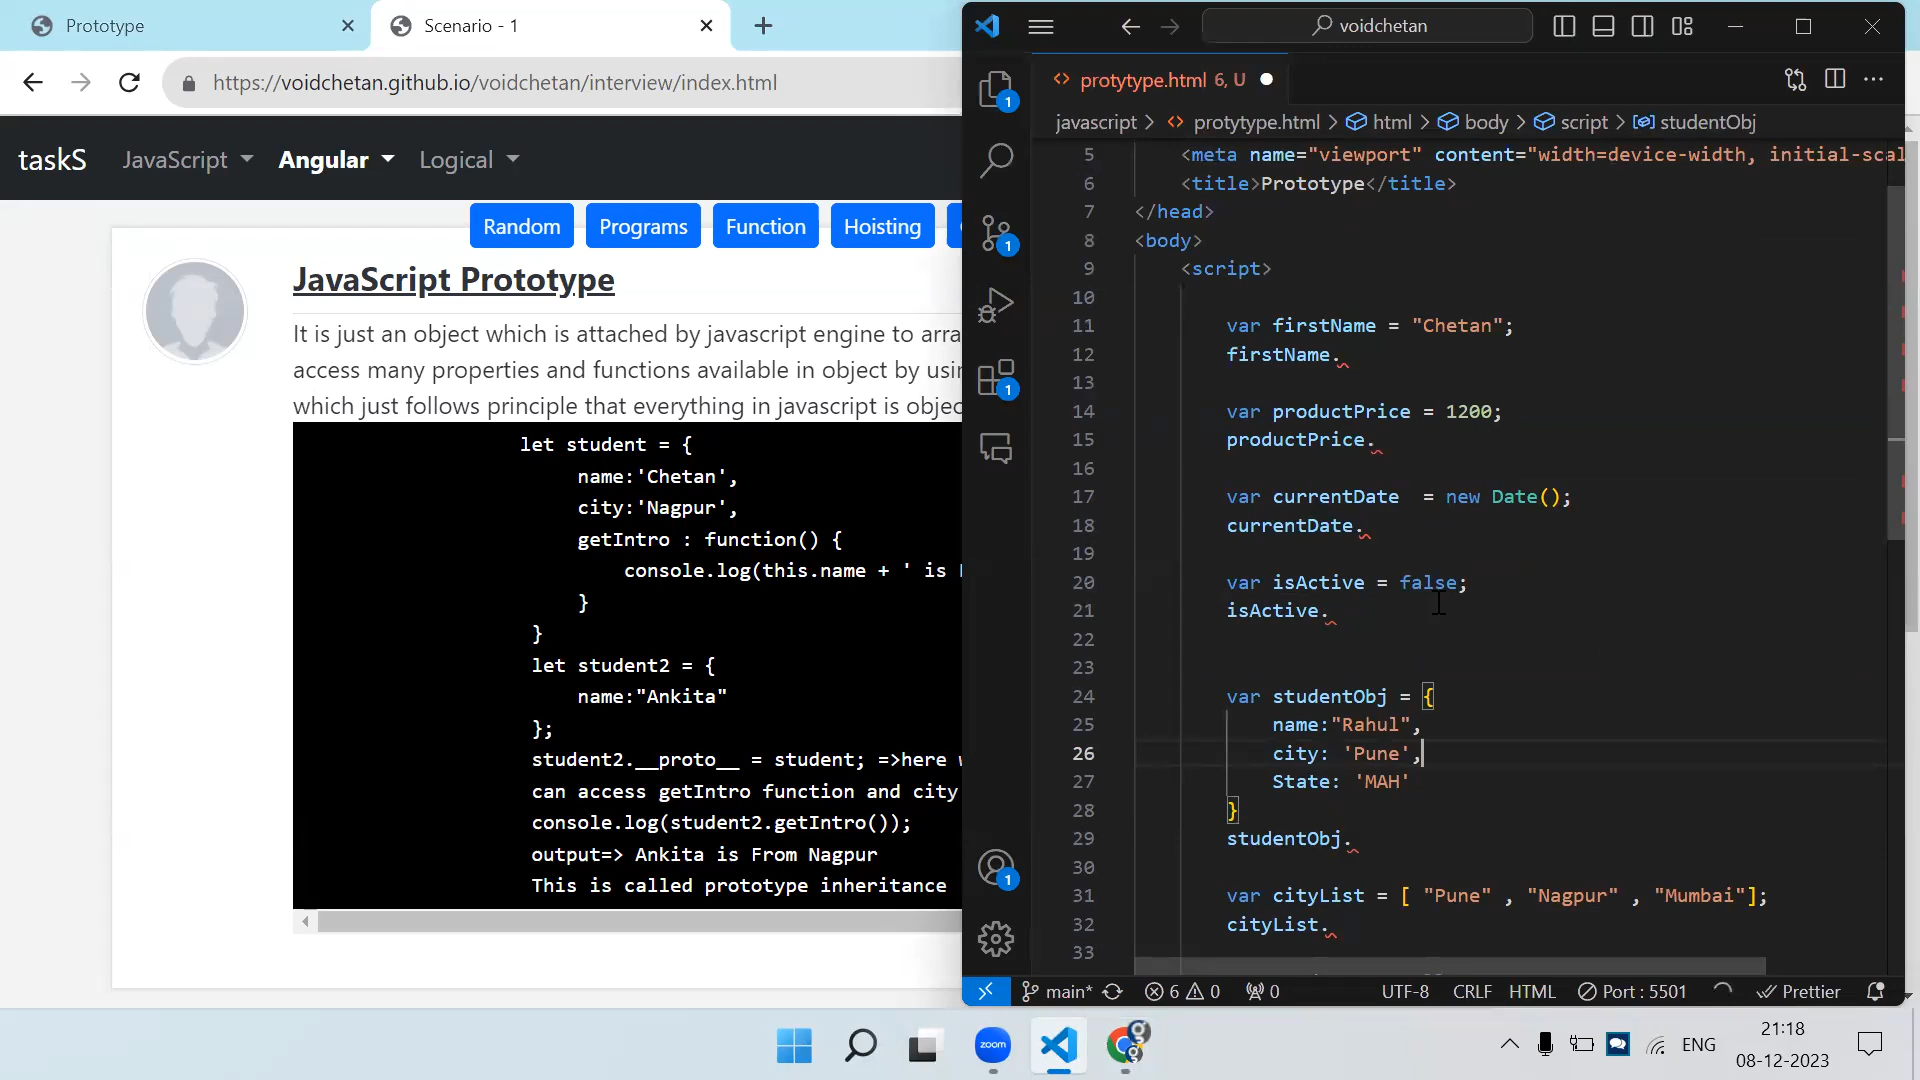 Prototype
Scenario - 1
https://voidchetan.github.io/voidchetan/interview/index.html
taskS
JavaScript
Angular
Logical
Random
Programs
Function
Hoisting
JavaScript Prototype
It is just an object which is attached by javascript engine to arra
access many properties and functions available in object by usin
which just follows principle that everything in javascript is objec
let student = {
name:'Chetan',
city:'Nagpur',
getIntro : function() {
console.log(this.name + ' is
}
}
let student2 = {
name:"Ankita"
};
student2.__proto__ = student; =>here
can access getIntro function and city
console.log(student2.getIntro());
output=> Ankita is From Nagpur
This is called prototype inheritance
voidchetan
protytype.html 6, U
javascript > protytype.html > html > body > script > studentObj
5 <meta name="viewport" content="width=device-width, initial-scal
6 <title>Prototype</title>
7 </head>
8 <body>
9 <script>
10
11 var firstName = "Chetan";
12 firstName.
13
14 var productPrice = 1200;
15 productPrice.
16
17 var currentDate  = new Date();
18 currentDate.
19
20 var isActive = false;
21 isActive.
22
23
24 var studentObj = {
25 name:"Rahul",
26 city: 'Pune',
27 State: 'MAH'
28 }
29 studentObj.
30
31 var cityList = [ "Pune" , "Nagpur" , "Mumbai"];
32 cityList.
33
1
1
1
1
main* 6 0 0 UTF-8 CRLF HTML Port : 5501 Prettier
zoom
ENG
21:18
08-12-2023